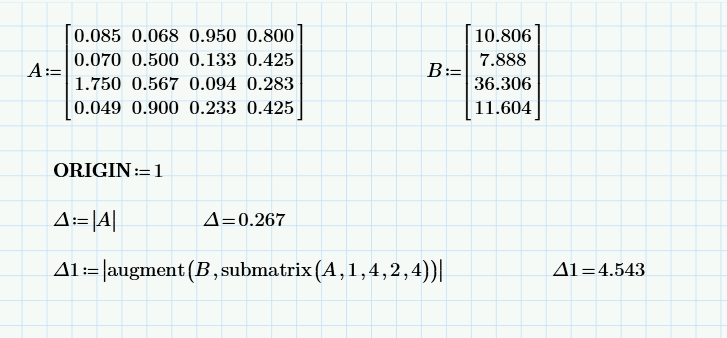 A:=[0.085 0.068 0.950 0.800
0.070 0.500 0.133 0.425
1.750 0.567 0.094 0.283
0.049 0.900 0.233 0.425]
B:=[10.806
7.888
36.306
11.604]
ORIGIN:=1
Δ:=|A| Δ=0.267
Δ1:=|augment(B,submatrix(A,1,4,2,4))| Δ1=4.543